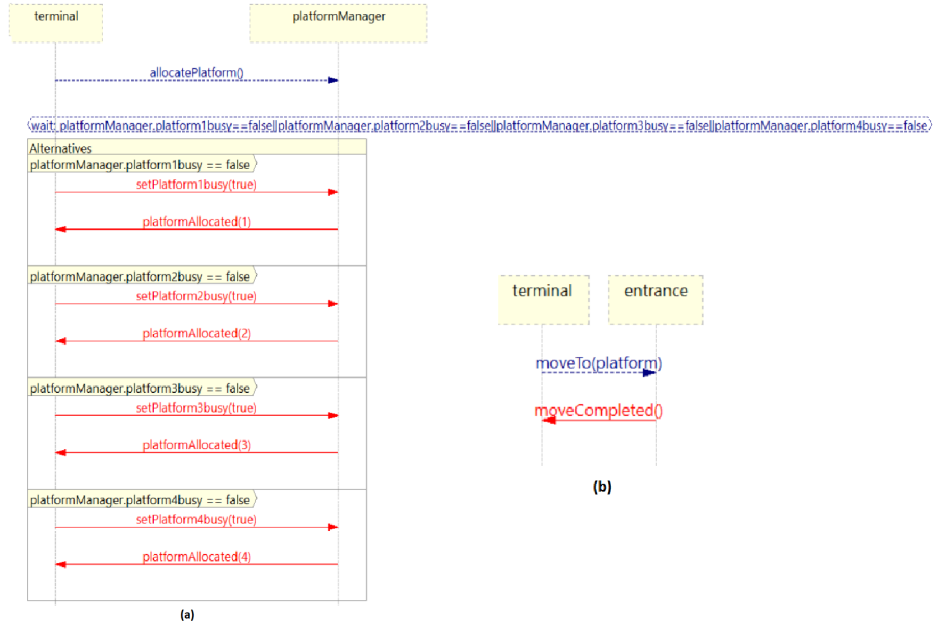 terminal
platformManager
allocatePlatform()
wait: platformManager.platform1busy==false||platformManager.platform2busy==false||platformManager.platform3busy==false||platformManager.platform4busy==false
Alternatives
platformManager.platform1busy == false
setPlatform1busy(true)
platformAllocated(1)
platformManager.platform2busy == false
setPlatform2busy(true)
platformAllocated(2)
platformManager.platform3busy == false
setPlatform3busy(true)
platformAllocated(3)
platformManager.platform4busy == false
setPlatform4busy(true)
platformAllocated(4)
(a)
terminal
entrance
moveTo(platform)
moveCompleted()
(b)